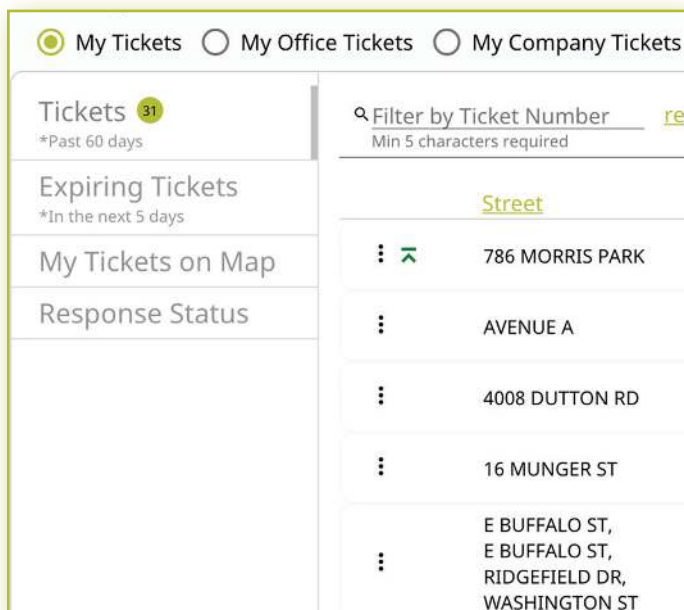 My Tickets My Office Tickets My Company Tickets
Tickets 31
*Past 60 days
Expiring Tickets
*In the next 5 days
My Tickets on Map
Response Status
Filter by Ticket Number re
Min 5 characters required
Street
786 MORRIS PARK
AVENUE A
4008 DUTTON RD
16 MUNGER ST
E BUFFALO ST,
E BUFFALO ST,
RIDGEFIELD DR,
WASHINGTON ST